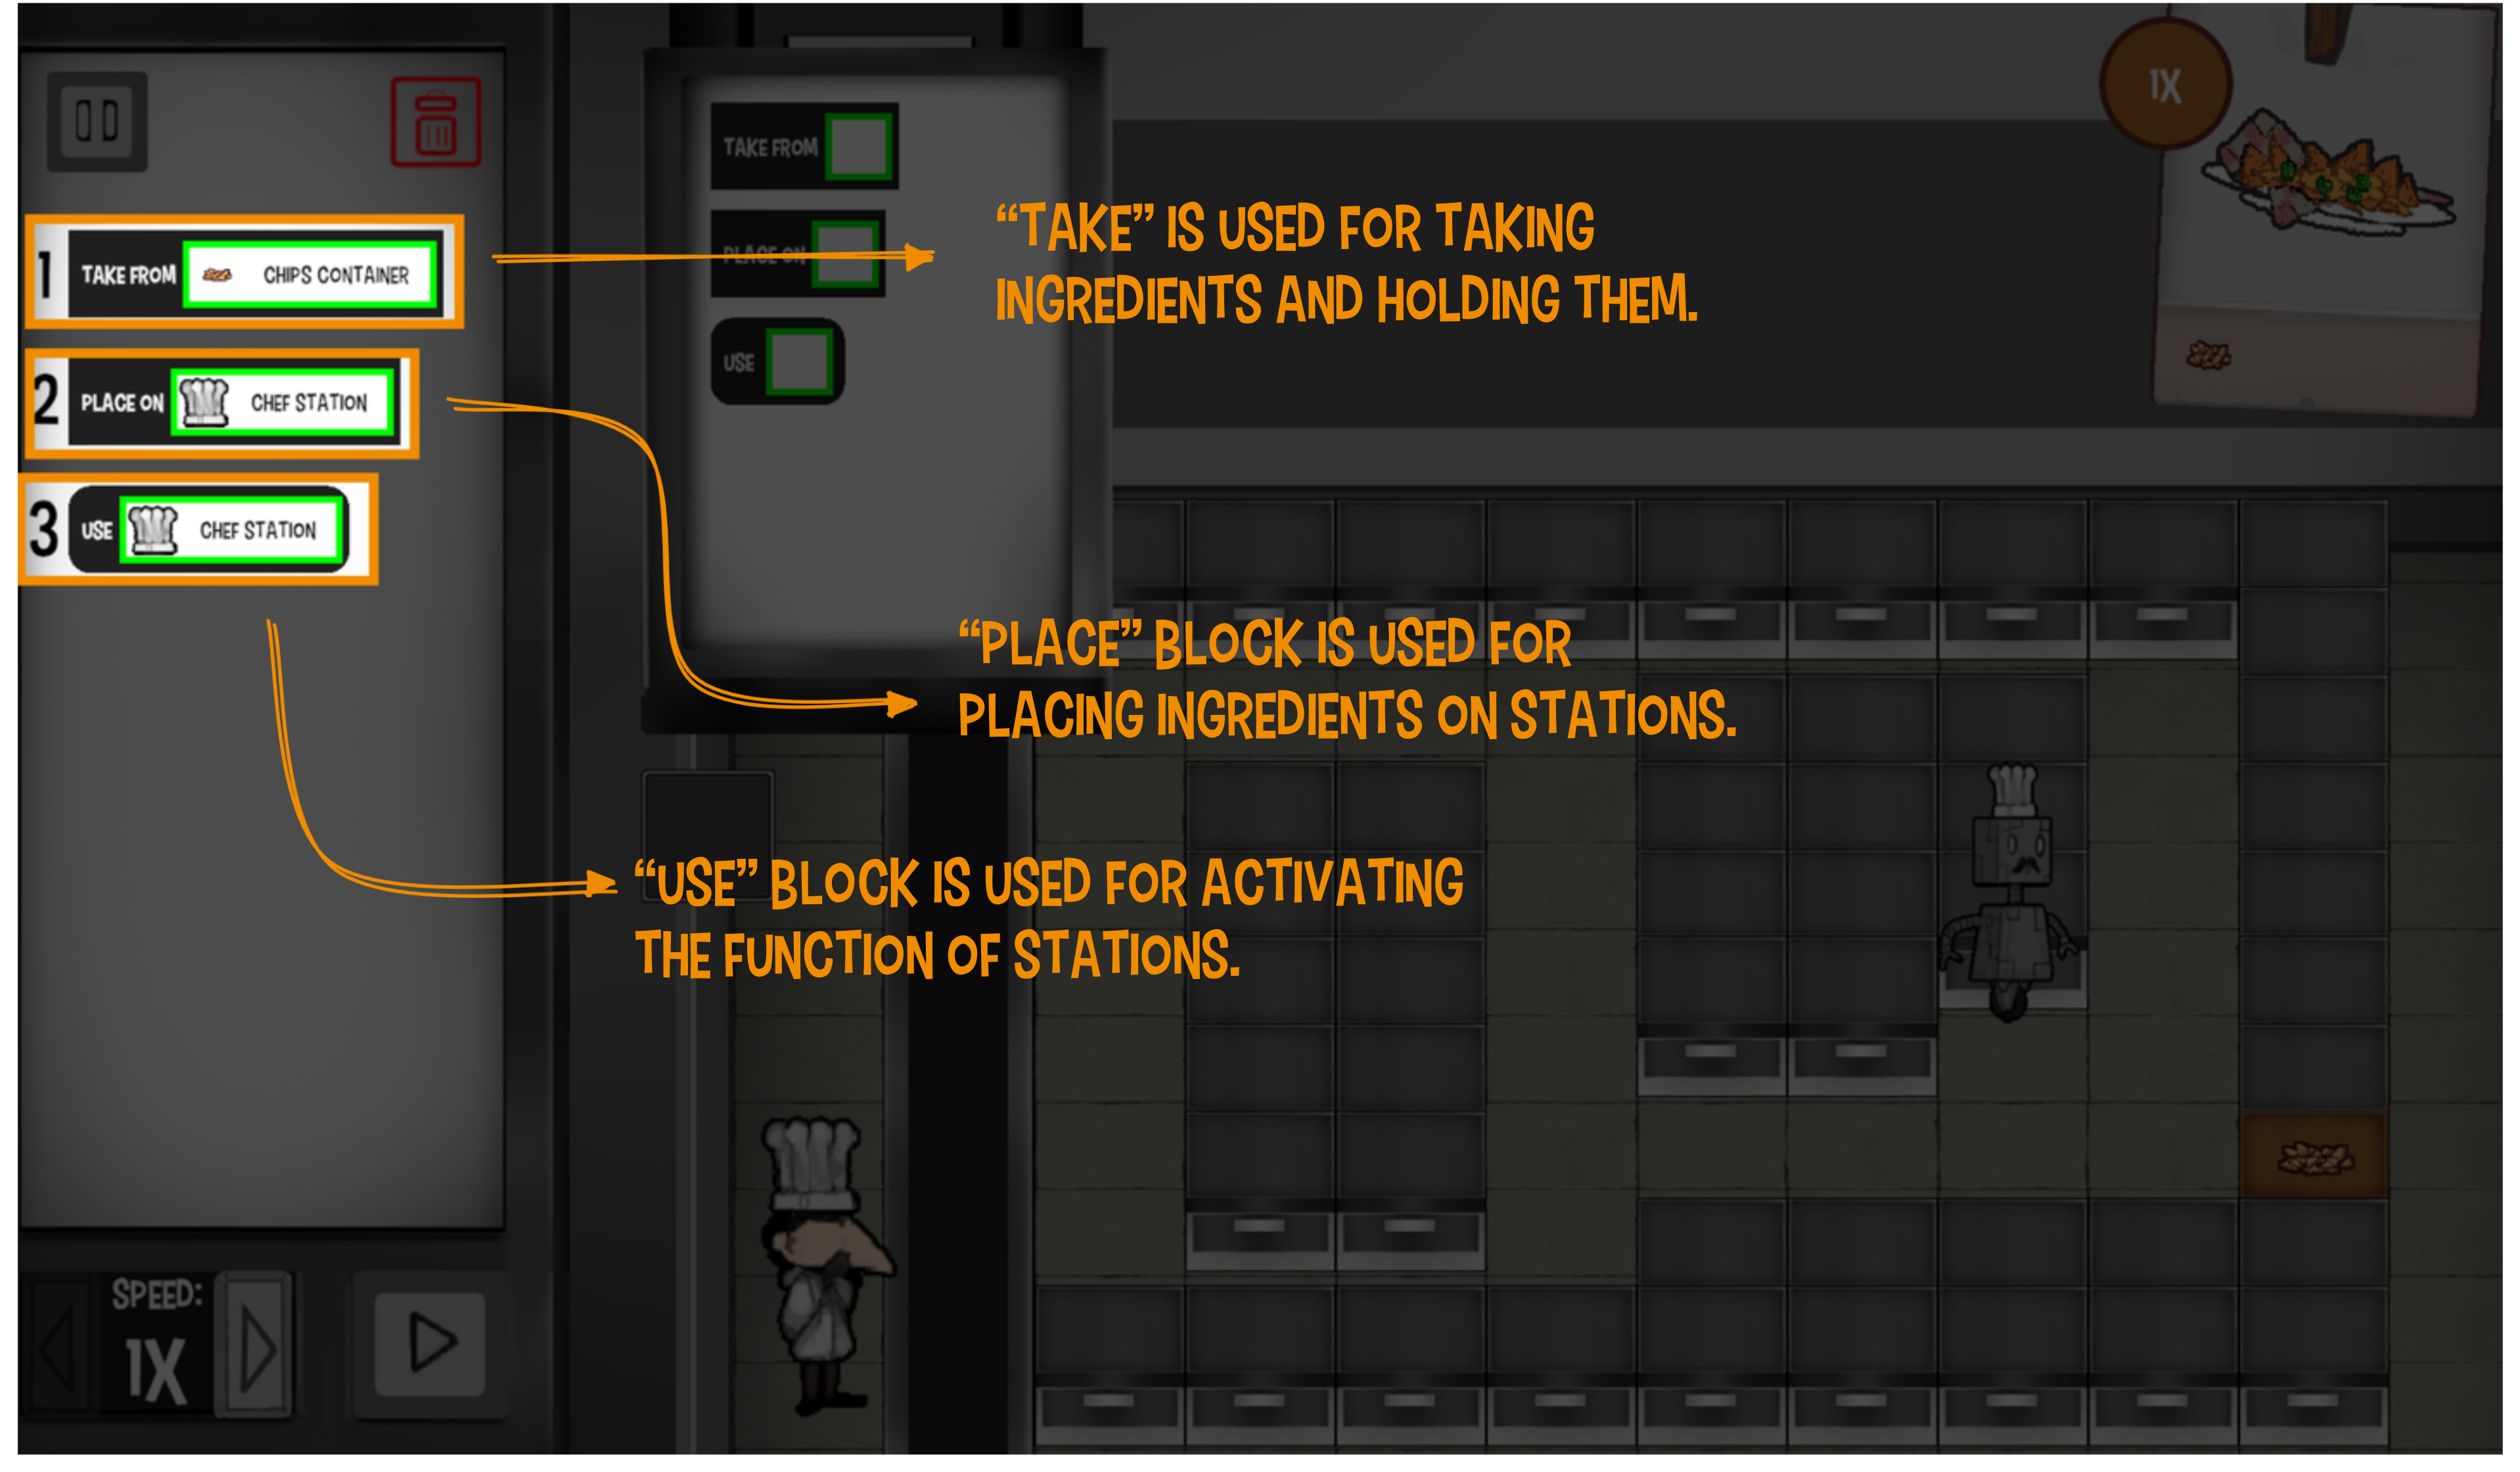 TAKE FROM
PLACE ON
USE
1X
1 TAKE FROM CHIPS CONTAINER
2 PLACE ON CHEF STATION
3 USE CHEF STATION
“TAKE” IS USED FOR TAKING
INGREDIENTS AND HOLDING THEM.
“PLACE” BLOCK IS USED FOR
PLACING INGREDIENTS ON STATIONS.
“USE” BLOCK IS USED FOR ACTIVATING
THE FUNCTION OF STATIONS.
SPEED:
1X